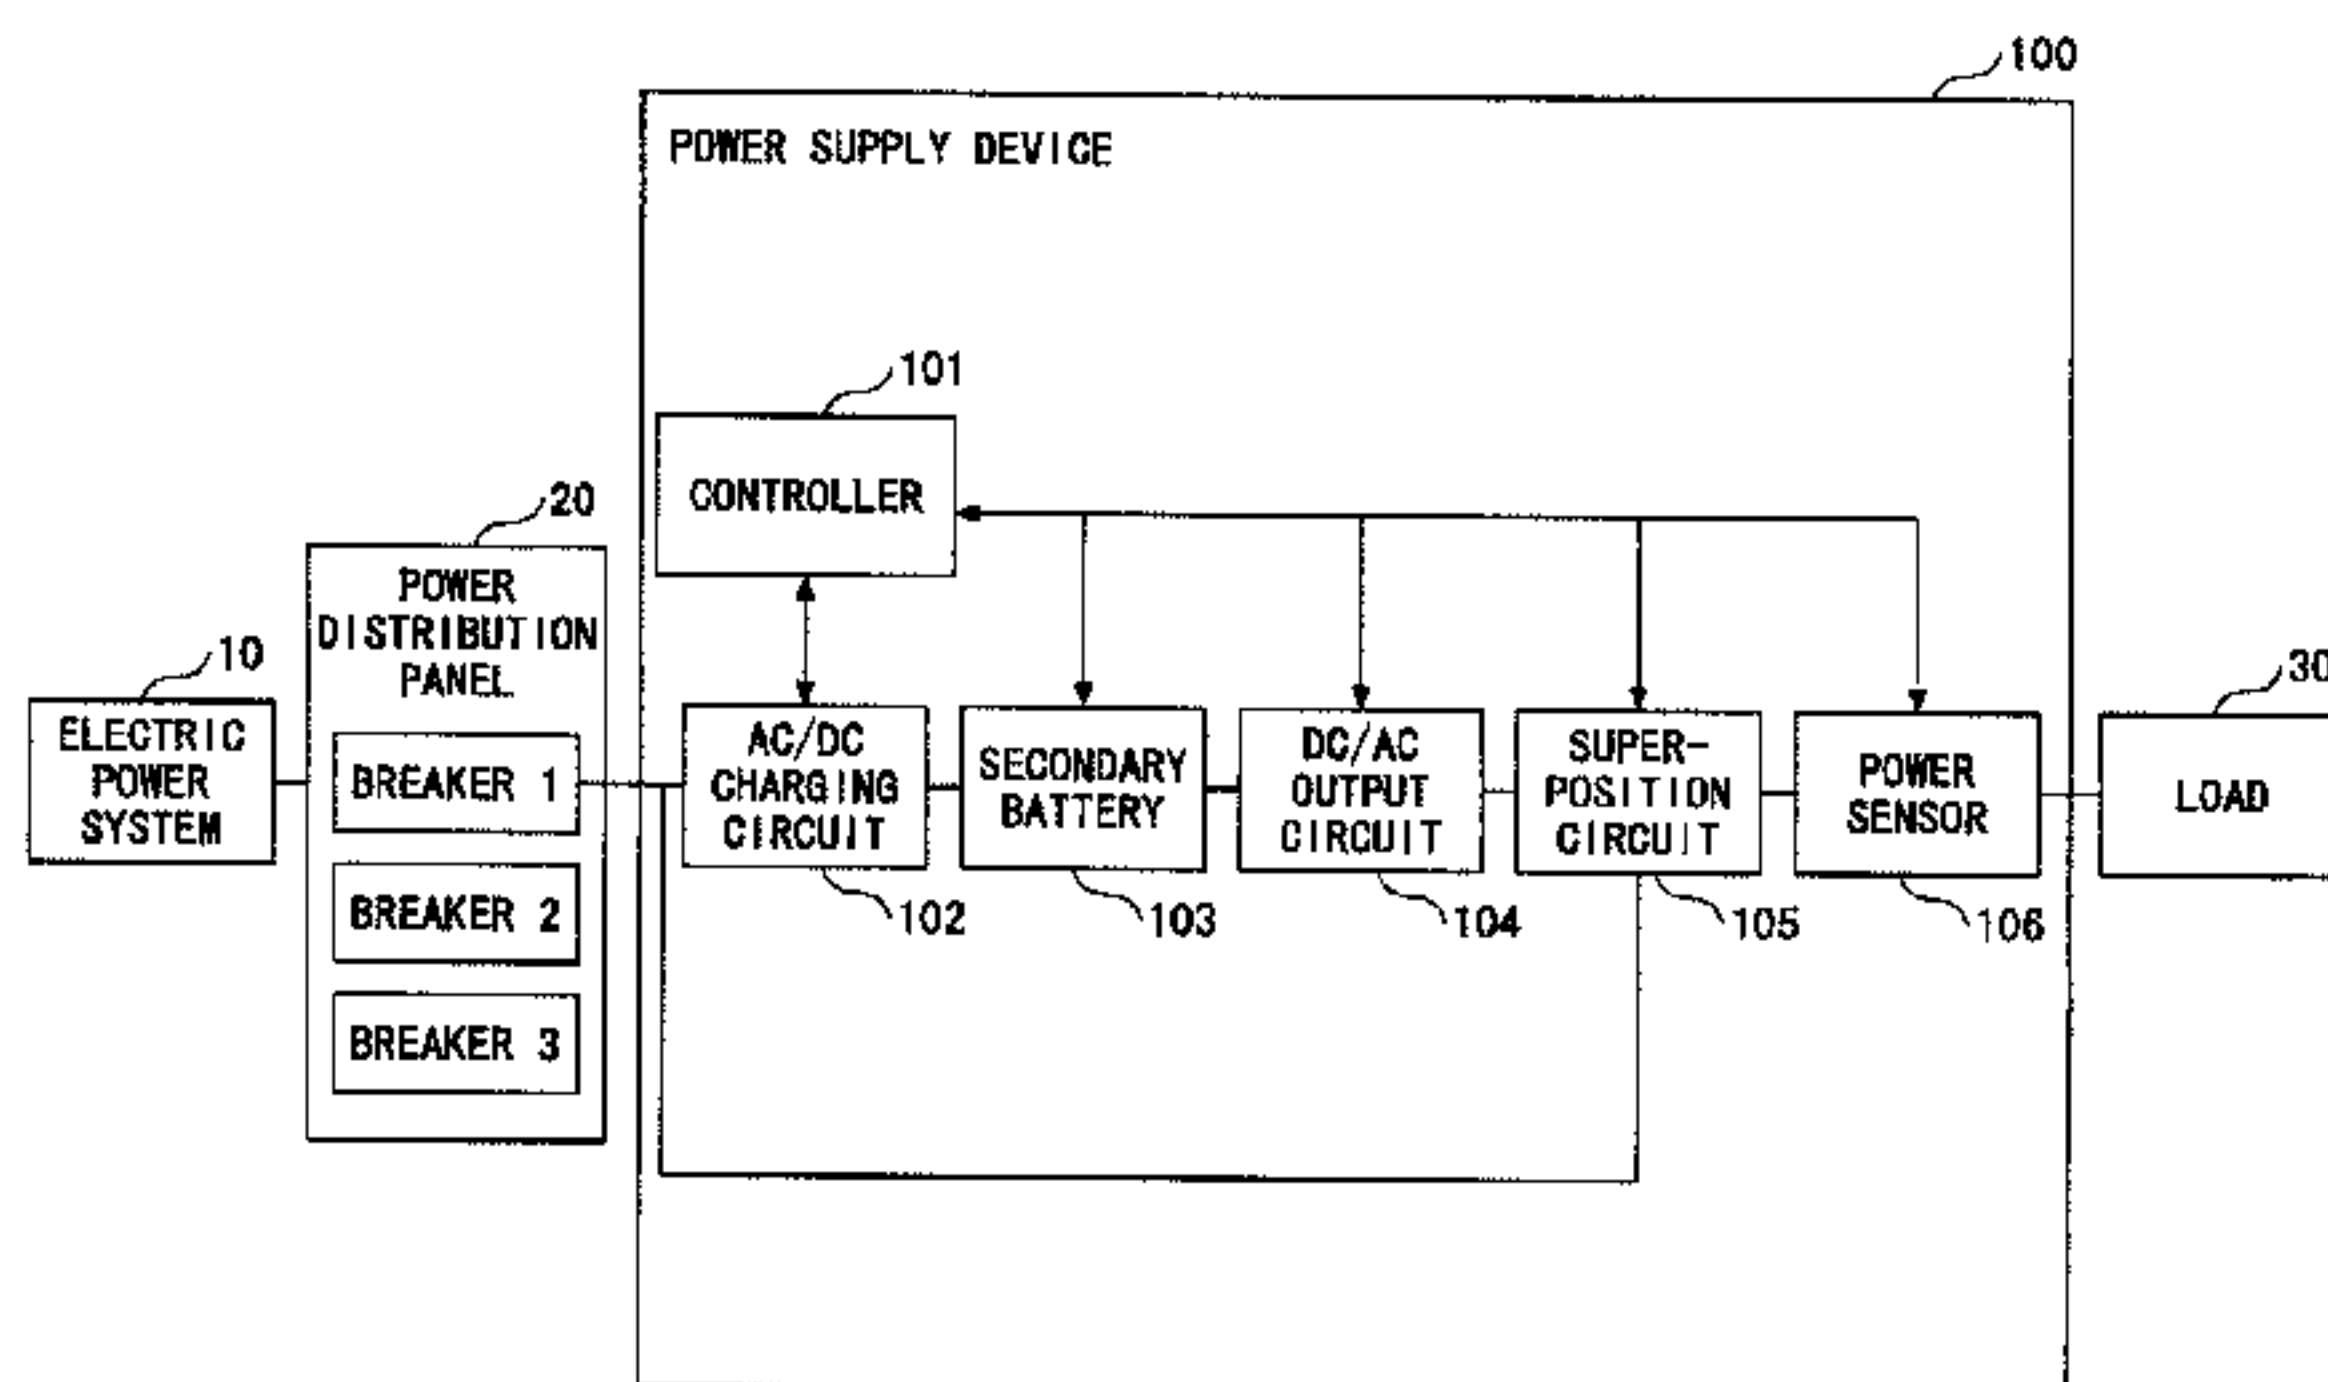 100
POWER SUPPLY DEVICE
101
CONTROLLER
20
POWER
DISTRIBUTION
PANEL
10
ELECTRIC
POWER
SYSTEM
BREAKER 1
BREAKER 2
BREAKER 3
AC/DC
CHARGING
CIRCUIT
102
SECONDARY
BATTERY
103
DC/AC
OUTPUT
CIRCUIT
104
SUPER-
POSITION
CIRCUIT
105
POWER
SENSOR
106
30
LOAD